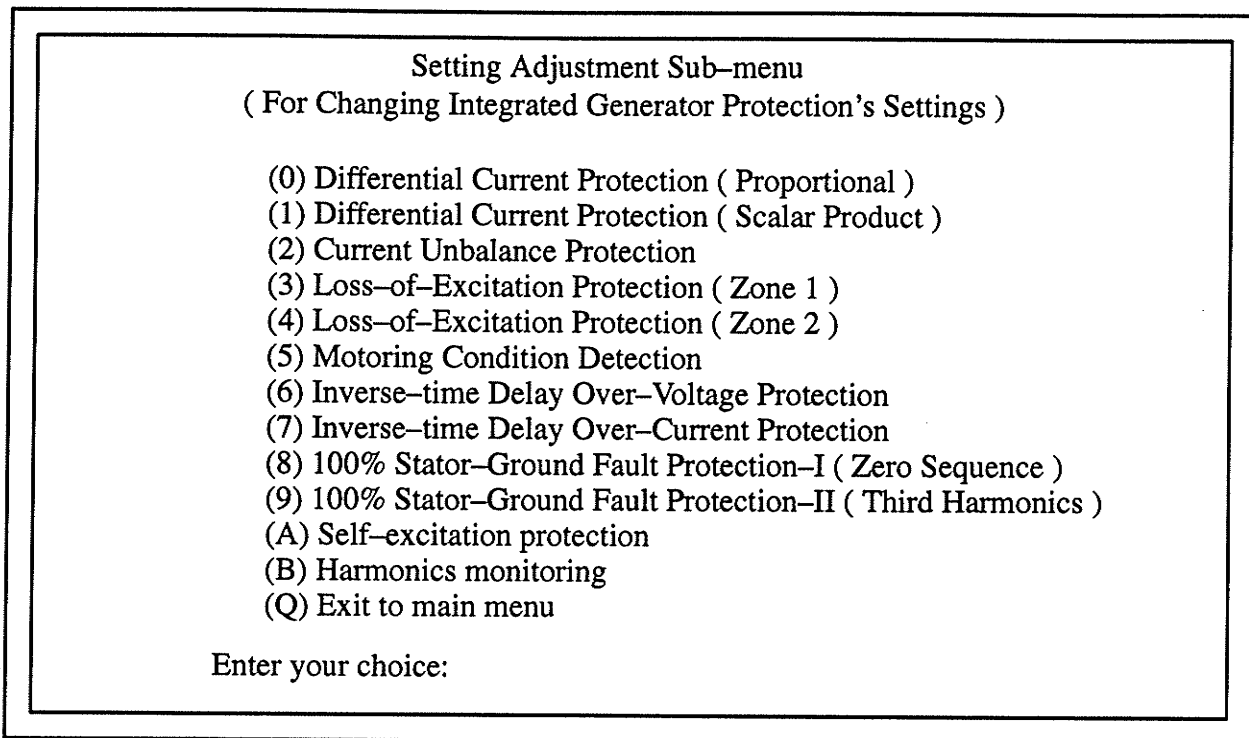 Setting Adjustment Sub–menu
( For Changing Integrated Generator Protection's Settings )
(0) Differential Current Protection ( Proportional )
(1) Differential Current Protection ( Scalar Product )
(2) Current Unbalance Protection
(3) Loss–of–Excitation Protection ( Zone 1 )
(4) Loss–of–Excitation Protection ( Zone 2 )
(5) Motoring Condition Detection
(6) Inverse–time Delay Over–Voltage Protection
(7) Inverse–time Delay Over–Current Protection
(8) 100% Stator–Ground Fault Protection–I ( Zero Sequence )
(9) 100% Stator–Ground Fault Protection–II ( Third Harmonics )
(A) Self–excitation protection
(B) Harmonics monitoring
(Q) Exit to main menu
Enter your choice: